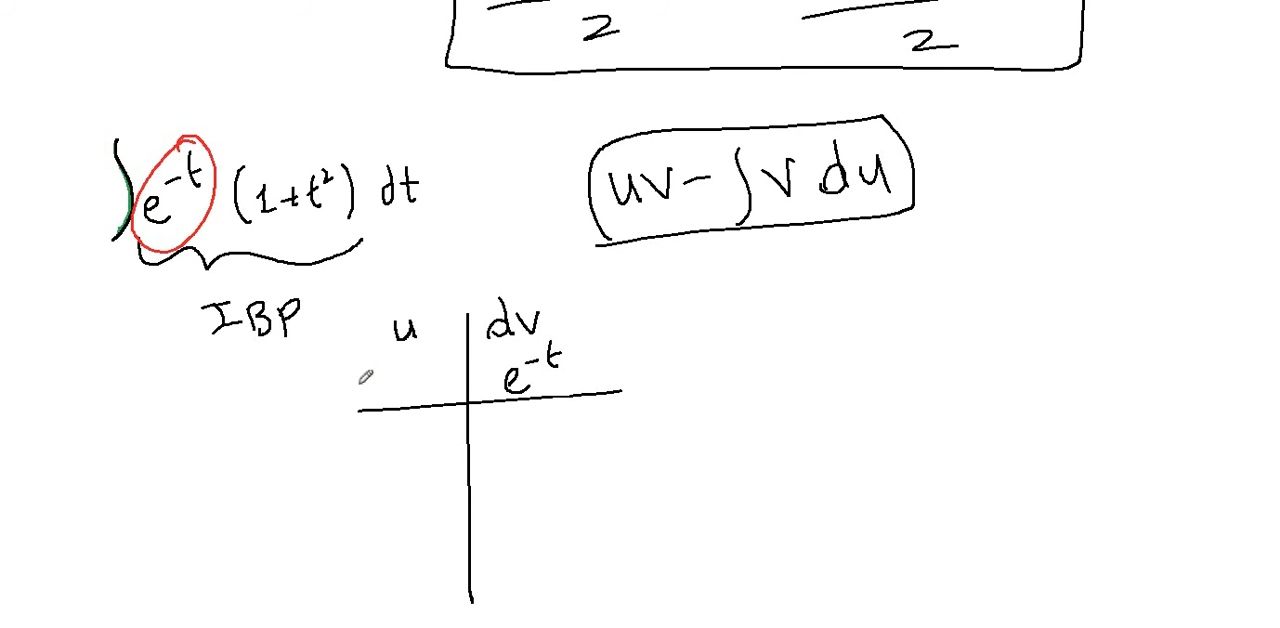 2 2
∫ e^{-t} (1+t²) dt
uv - ∫ v du
IBP
u dv
e^{-t}